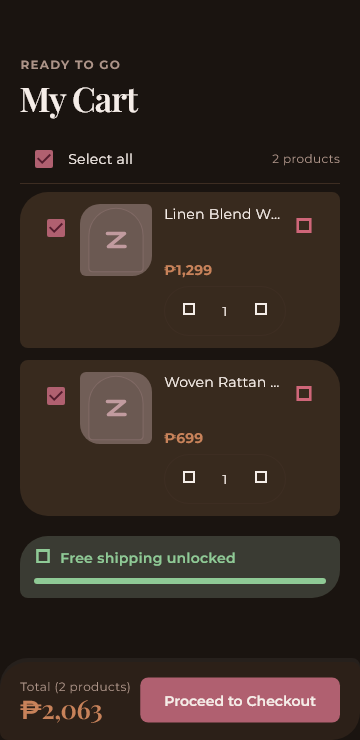 READY TO GO
My Cart
Select all
2 products
Linen Blend W...
₱1,299
1
Woven Rattan ...
₱699
1
Free shipping unlocked
Total (2 products)
₱2,063
Proceed to Checkout